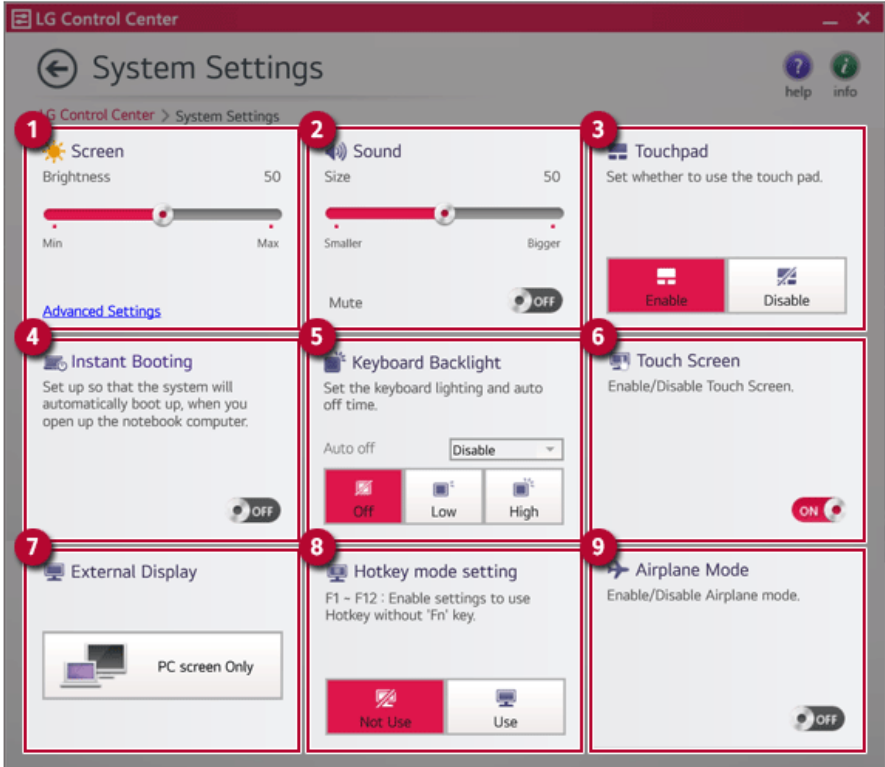 LG Control Center
System Settings
help info
LG Control Center > System Settings
1
Screen
Brightness 50
Min Max
Advanced Settings
2
Sound
Size 50
Smaller Bigger
Mute OFF
3
Touchpad
Set whether to use the touch pad.
Enable Disable
4
Instant Booting
Set up so that the system will
automatically boot up, when you
open up the notebook computer.
OFF
5
Keyboard Backlight
Set the keyboard lighting and auto
off time.
Auto off Disable
Off Low High
6
Touch Screen
Enable/Disable Touch Screen.
ON
7
External Display
PC screen Only
8
Hotkey mode setting
F1 – F12 : Enable settings to use
Hotkey without 'Fn' key.
Not Use Use
9
Airplane Mode
Enable/Disable Airplane mode.
OFF